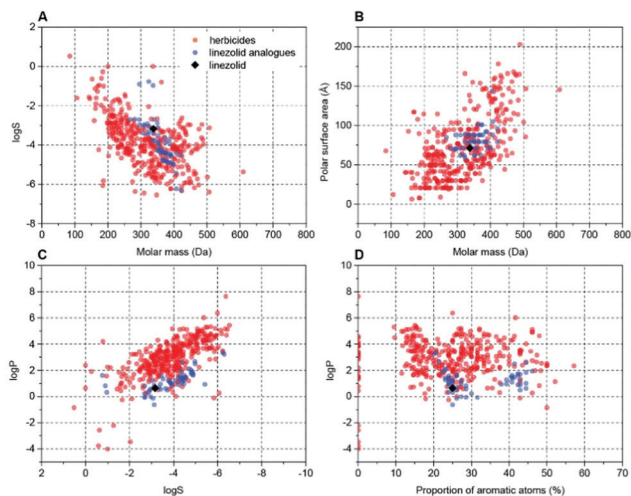 A
herbicides
linezolid analogues
linezolid
2
0
-2
-4
-6
-8
0 100 200 300 400 500 600 700 800
logS
Molar mass (Da)
B
200
150
100
50
0
0 100 200 300 400 500 600 700 800
Polar surface area (Å)
Molar mass (Da)
C
10
8
6
4
2
0
-2
-4
2 0 -2 -4 -6 -8 -10
logP
logS
D
10
8
6
4
2
0
-2
-4
0 10 20 30 40 50 60 70
logP
Proportion of aromatic atoms (%)